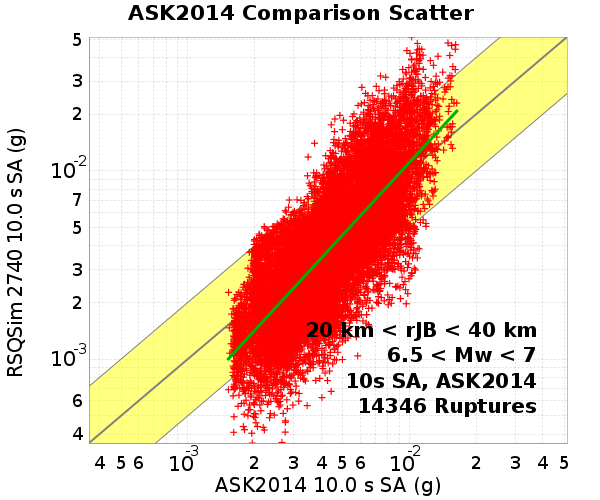 ASK2014 Comparison Scatter
RSQSim 2740 10.0 s SA (g)
5
3
2
10-2
7
5
3
2
10-3
6
4
20 km < rJB < 40 km
6.5 < Mw < 7
10s SA, ASK2014
14346 Ruptures
4 5 6 10-3 2 3 4 5 6 10-2 2 3 4 5
ASK2014 10.0 s SA (g)